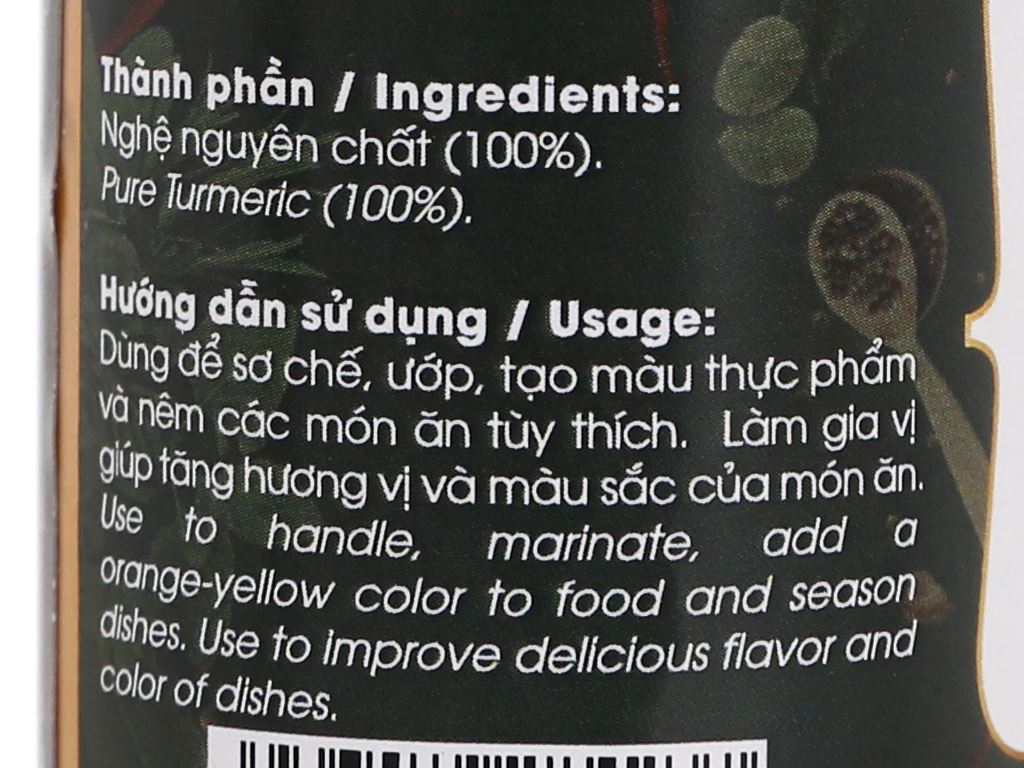 Thành phần / Ingredients:
Nghệ nguyên chất (100%).
Pure Turmeric (100%).
Hướng dẫn sử dụng / Usage:
Dùng để sơ chế, ướp, tạo màu thực phẩm
và nêm các món ăn tùy thích. Làm gia vị
giúp tăng hương vị và màu sắc của món ăn.
Use to handle, marinate, add a
orange-yellow color to food and season
dishes. Use to improve delicious flavor and
color of dishes.